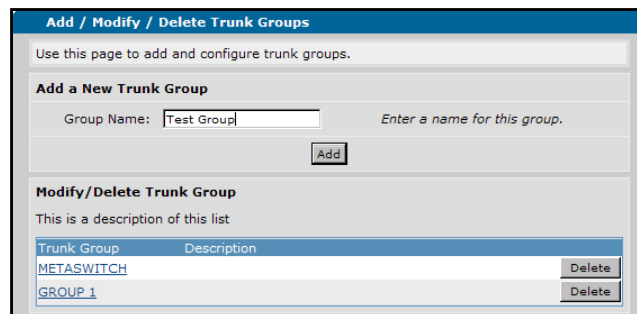 Add / Modify / Delete Trunk Groups
Use this page to add and configure trunk groups.
Add a New Trunk Group
Group Name: Test Group Enter a name for this group.
Add
Modify/Delete Trunk Group
This is a description of this list
Trunk Group Description
METASWITCH Delete
GROUP 1 Delete